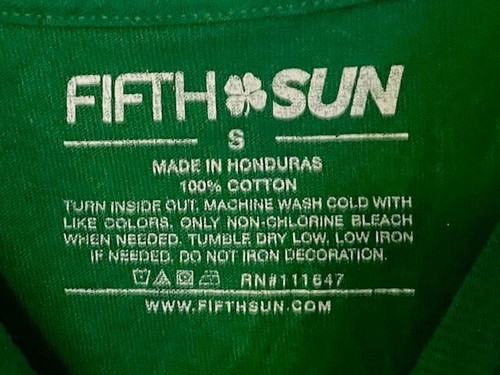 FIFTH SUN
S
MADE IN HONDURAS
100% COTTON
TURN INSIDE OUT. MACHINE WASH COLD WITH
LIKE COLORS. ONLY NON-CHLORINE BLEACH
WHEN NEEDED. TUMBLE DRY LOW. LOW IRON
IF NEEDED. DO NOT IRON DECORATION.
RN#111647
WWW.FIFTHSUN.COM